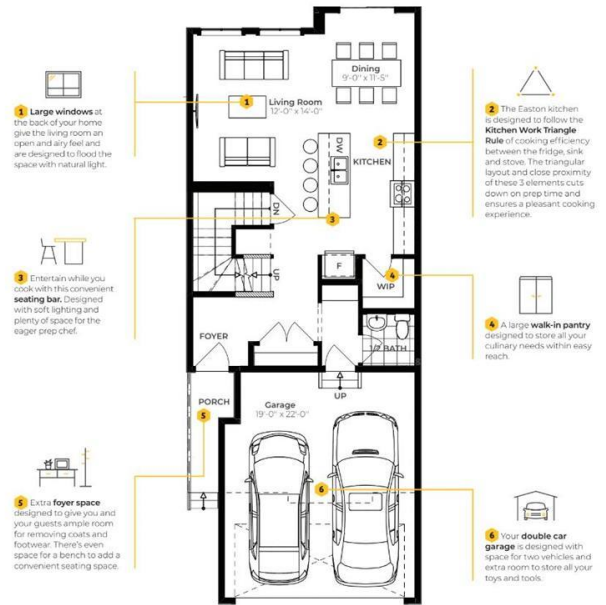 Dining
9'-0" x 11'-5"
1
Living Room
12'-0" x 14'-0"
DW
2
KITCHEN
DN
3
F
4
WIP
UP
FOYER
1/2 BATH
UP
PORCH
5
Garage
19'-0" x 22'-0"
6
1 Large windows at
the back of your home
give the living room an
open and airy feel and
are designed to flood the
space with natural light.
3 Entertain while you
cook with this convenient
seating bar. Designed
with soft lighting and
plenty of space for the
eager prep chef.
5 Extra foyer space
designed to give you and
your guests ample room
for removing coats and
footwear. There's even
space for a bench to add a
convenient seating space.
2 The Easton kitchen
is designed to follow the
Kitchen Work Triangle
Rule of cooking efficiency
between the fridge, sink
and stove. The triangular
layout and close proximity
of these 3 elements cuts
down on prep time and
ensures a pleasant cooking
experience.
4 A large walk-in pantry
designed to store all your
culinary needs within easy
reach.
6 Your double car
garage is designed with
space for two vehicles and
extra room to store all your
toys and tools.